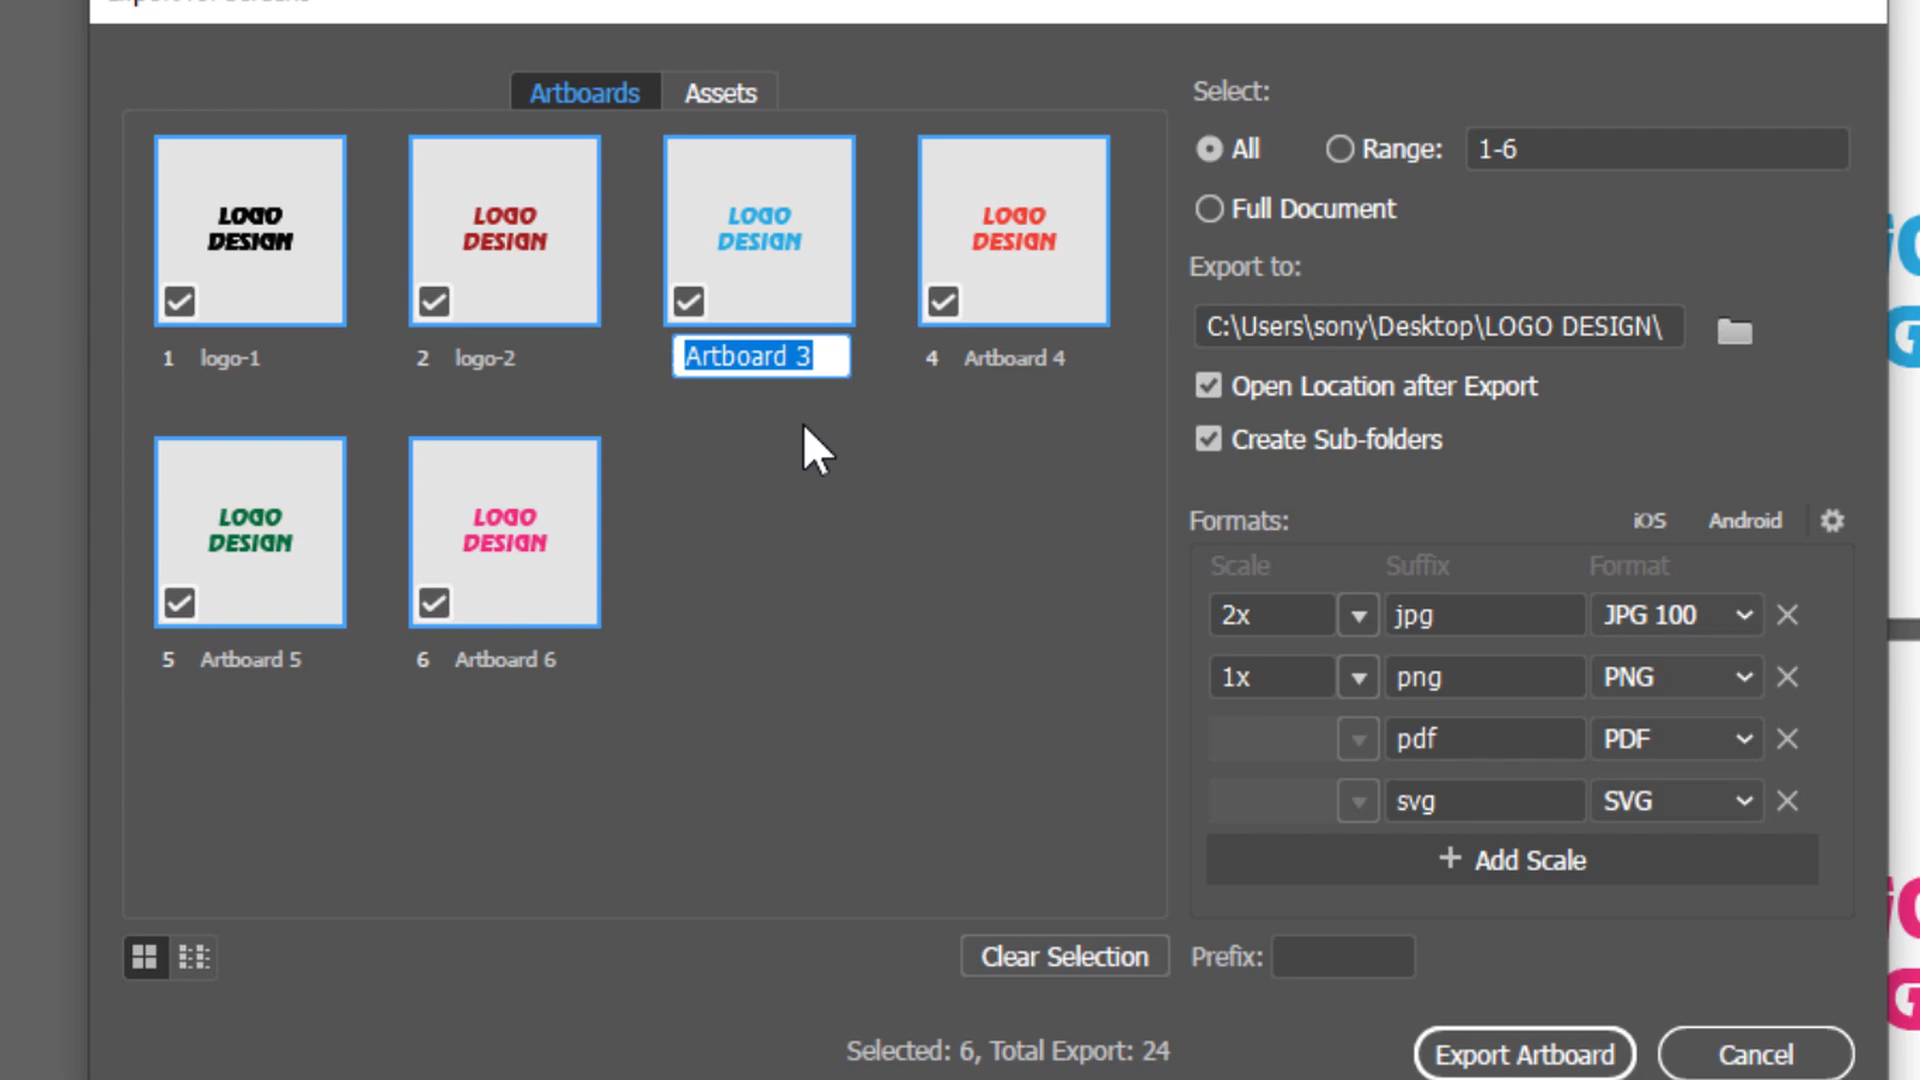 Export for Screens
Artboards Assets
LOGO DESIGN
LOGO DESIGN
LOGO DESIGN
LOGO DESIGN
1 logo-1
2 logo-2
Artboard 3
4 Artboard 4
LOGO DESIGN
LOGO DESIGN
5 Artboard 5
6 Artboard 6
Clear Selection
Select:
All Range: 1-6
Full Document
Export to:
C:\Users\sony\Desktop\LOGO DESIGN\
Open Location after Export
Create Sub-folders
Formats: iOS Android
Scale Suffix Format
2x jpg JPG 100
1x png PNG
pdf PDF
svg SVG
+ Add Scale
Prefix:
Selected: 6, Total Export: 24
Export Artboard Cancel